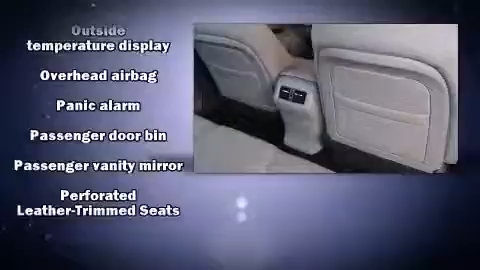 Outside
temperature display
Overhead airbag
Panic alarm
Passenger door bin
Passenger vanity mirror
Perforated
Leather-Trimmed Seats